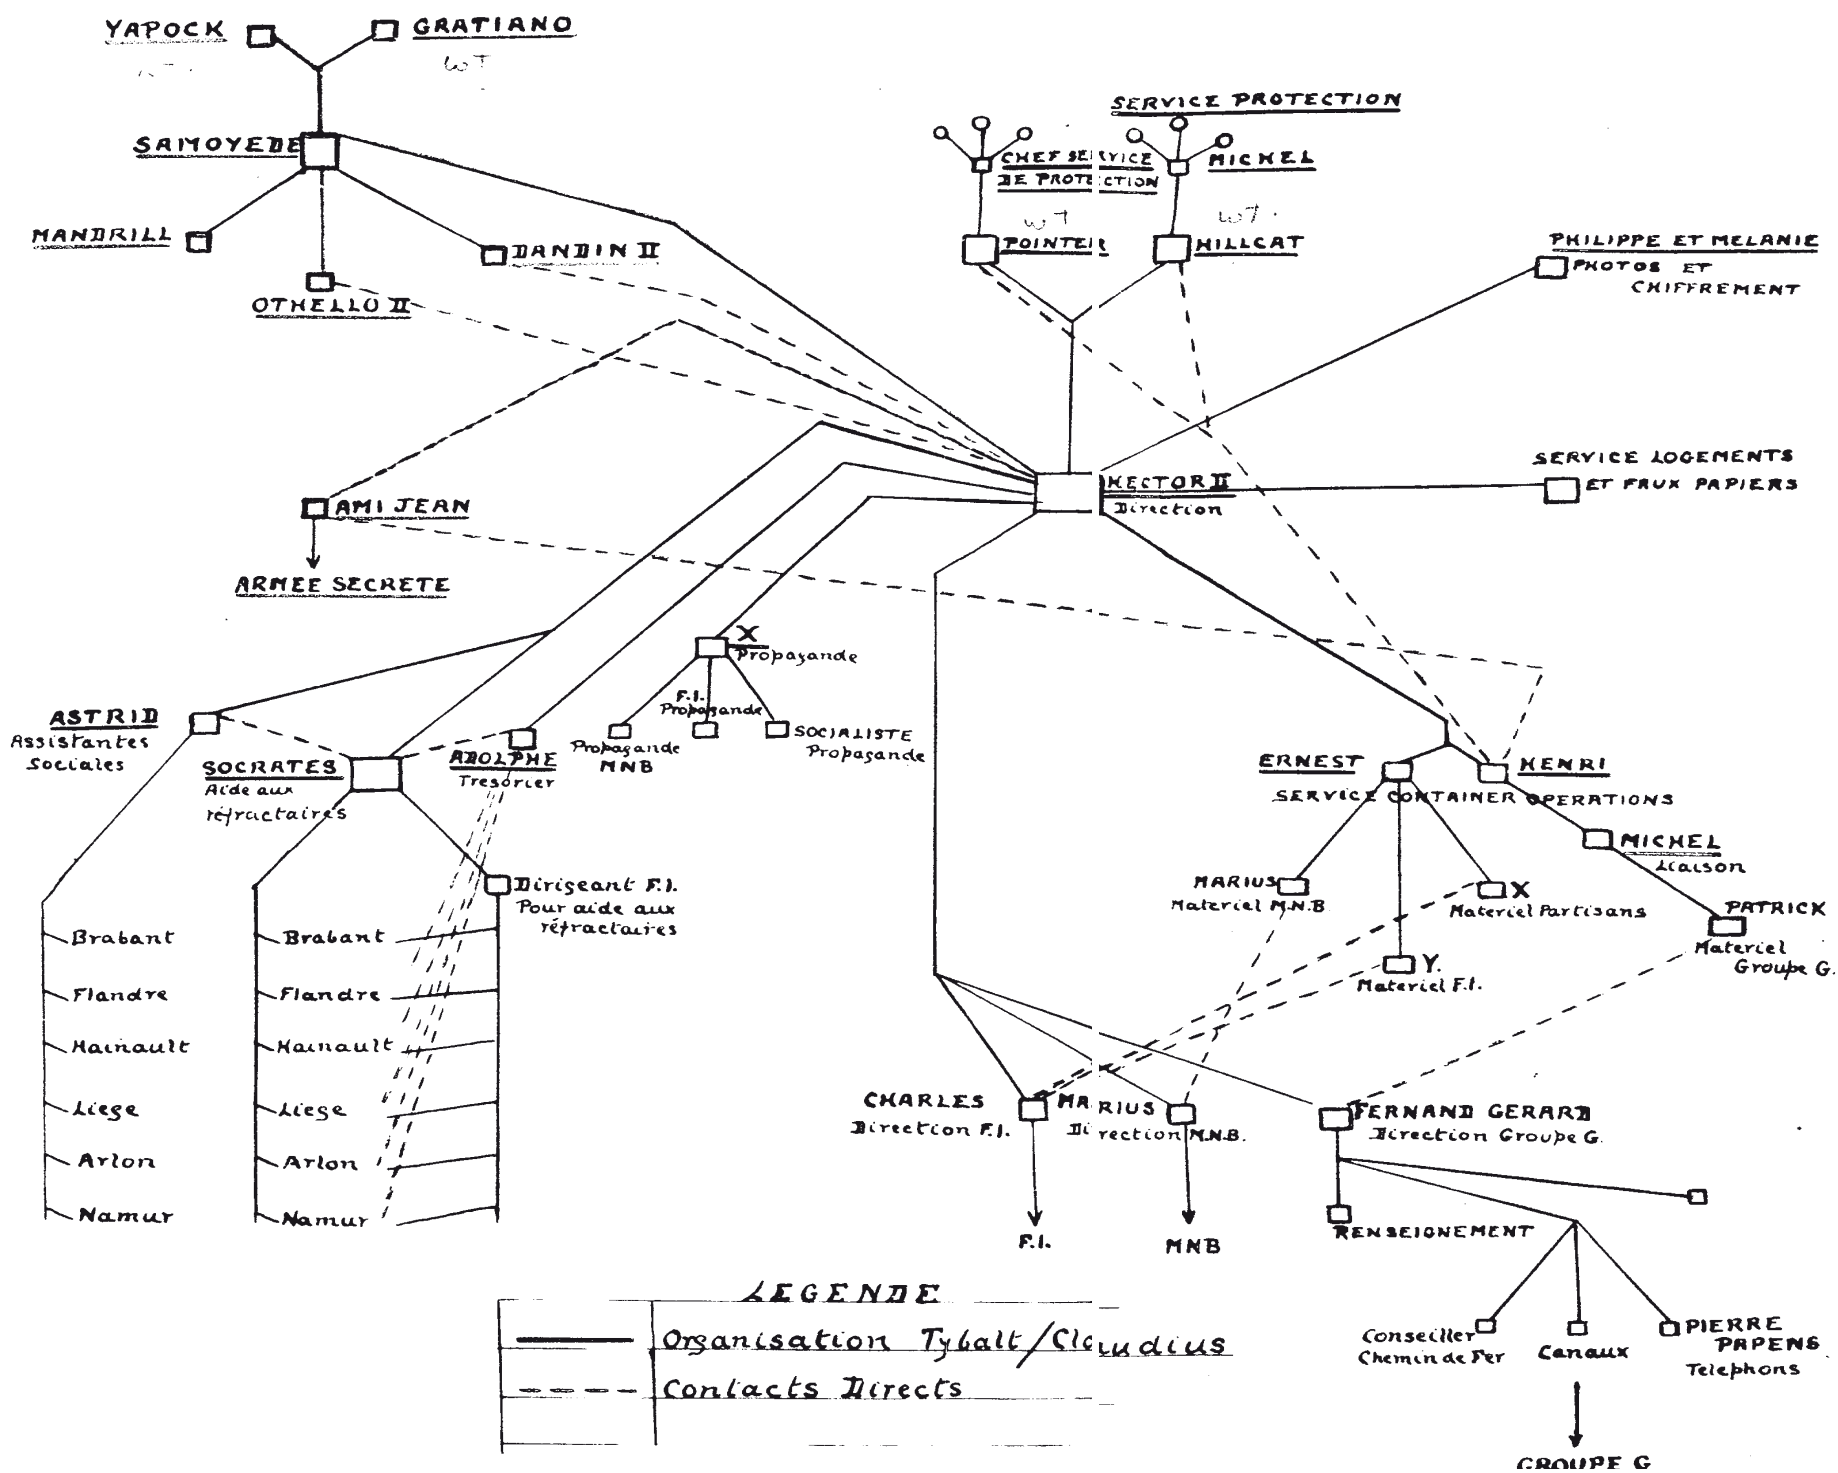 YAPOCK
GRATIANO
WT
SAMOYEDE
MANDRILL
DANDIN II
OTHELLO II
SERVICE PROTECTION
CHEF SERVICE
DE PROTECTION
MICHEL
WT
WT.
POINTER
HILLCAT
PHILIPPE ET MELANIE
PHOTOS ET
CHIFFREMENT
AMI JEAN
ARMEE SECRETE
HECTOR II
Direction
SERVICE LOGEMENTS
ET FAUX PAPIERS
X
Propagande
F.I.
Propagande
Propagande
MNB
SOCIALISTE
Propagande
ASTRID
Assistantes
Sociales
SOCRATES
Aide aux
réfractaires
ADOLPHE
Tresorier
Dirigeant F.I.
Pour aide aux
réfractaires
Brabant
Flandre
Hainault
Liege
Arlon
Namur
Brabant
Flandre
Hainault
Liege
Arlon
Namur
ERNEST
HENRI
SERVICE CONTAINER OPERATIONS
MICHEL
Liaison
MARIUS
Materiel M.N.B
X
Materiel Partisans
PATRICK
Materiel
Groupe G.
Y.
Materiel F.I.
CHARLES
Direction F.I.
MARIUS
Direction M.N.B.
FERNAND GERARD
Direction Groupe G.
F.I.
MNB
RENSEIGNEMENT
Conseiller
Chemin de Fer
Canaux
PIERRE
PAPENS
Telephons
GROUPE G
LEGENDE
Organisation Tybalt/Claudius
Contacts Directs